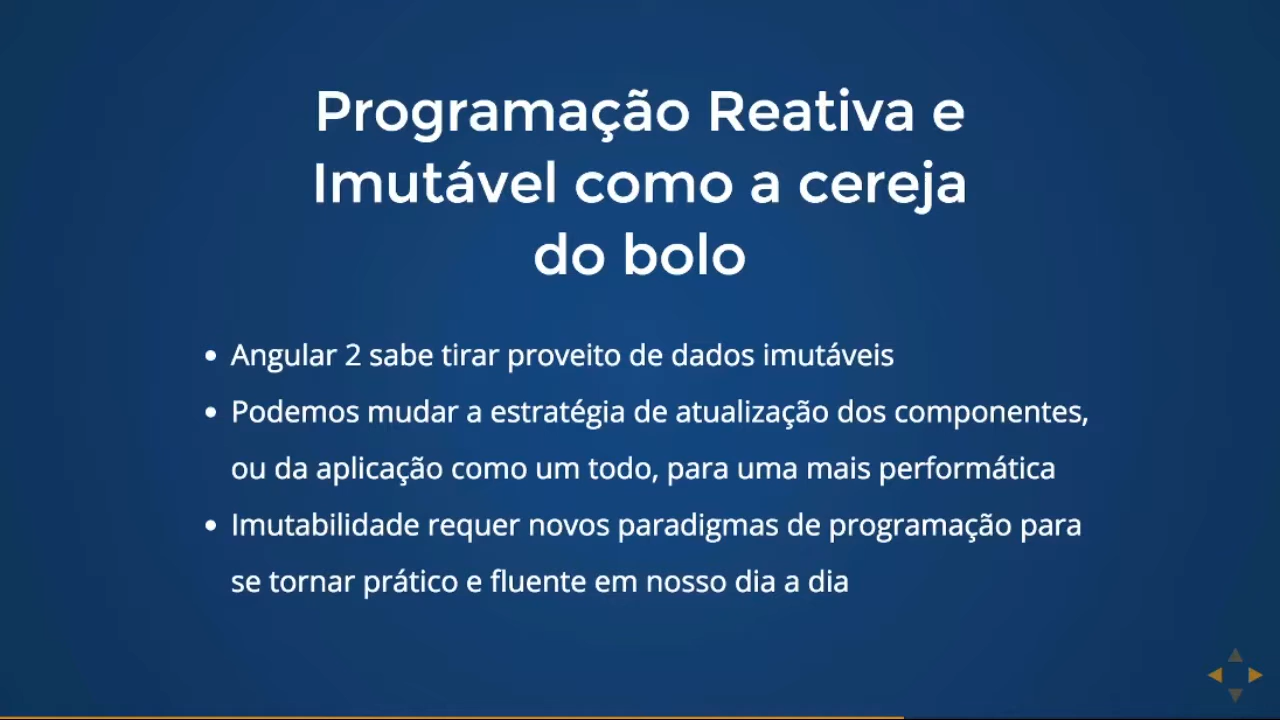 Programação Reativa e
Imutável como a cereja
do bolo
• Angular 2 sabe tirar proveito de dados imutáveis
• Podemos mudar a estratégia de atualização dos componentes,
ou da aplicação como um todo, para uma mais performática
• Imutabilidade requer novos paradigmas de programação para
se tornar prático e fluente em nosso dia a dia